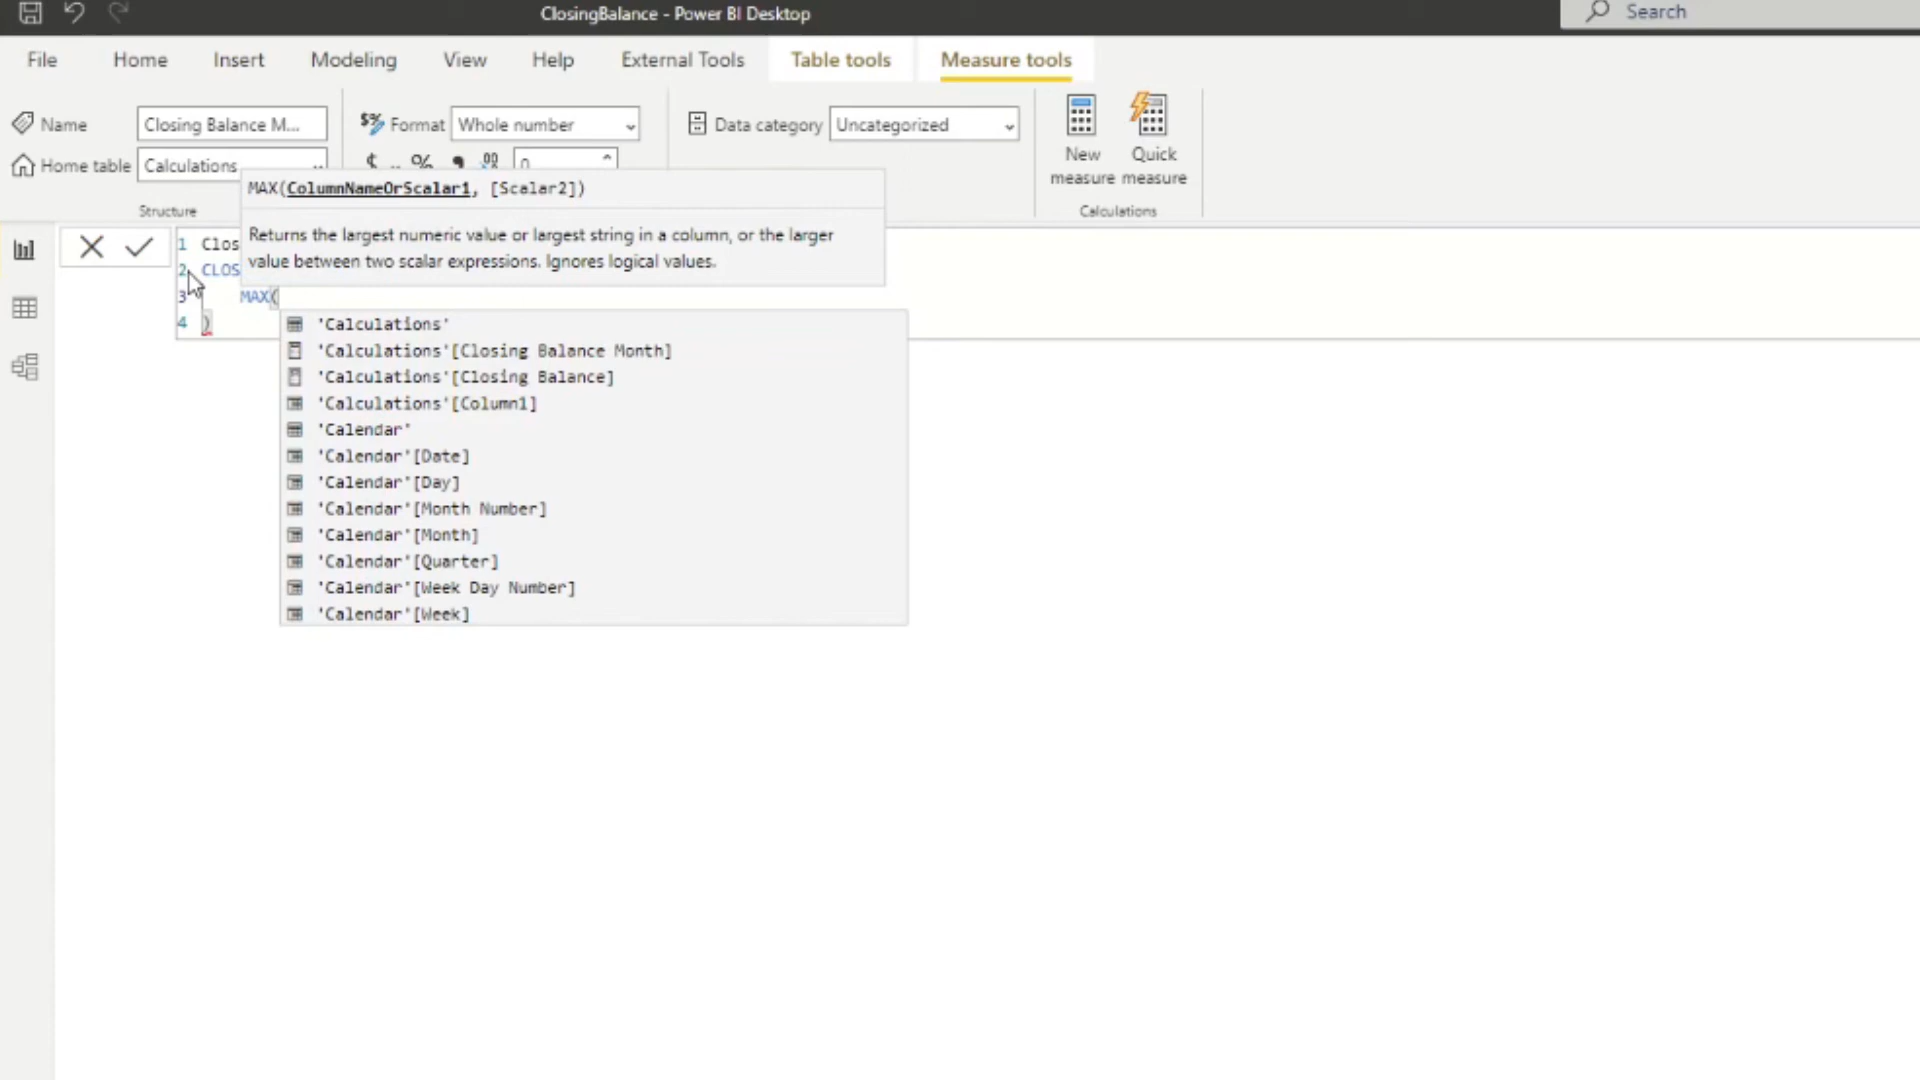 ClosingBalance - Power BI Desktop
Search
File Home Insert Modeling View Help External Tools Table tools Measure tools
Name Closing Balance M... Format Whole number Data category Uncategorized
Home table Calculations $ % 9 .00 0
New measure
Quick measure
Structure
Calculations
MAX(ColumnNameOrScalar1, [Scalar2])
Returns the largest numeric value or largest string in a column, or the larger
value between two scalar expressions. Ignores logical values.
1 Clos
2 CLOS
3 MAX(
4 )
'Calculations'
'Calculations'[Closing Balance Month]
'Calculations'[Closing Balance]
'Calculations'[Column1]
'Calendar'
'Calendar'[Date]
'Calendar'[Day]
'Calendar'[Month Number]
'Calendar'[Month]
'Calendar'[Quarter]
'Calendar'[Week Day Number]
'Calendar'[Week]